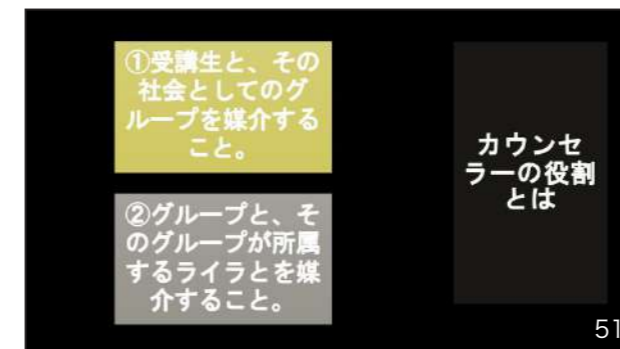 ①受講生と、その
社会としてのグ
ループを媒介する
こと。
②グループと、そ
のグループが所属
するライラとを媒
介すること。
カウンセ
ラーの役割
とは
51